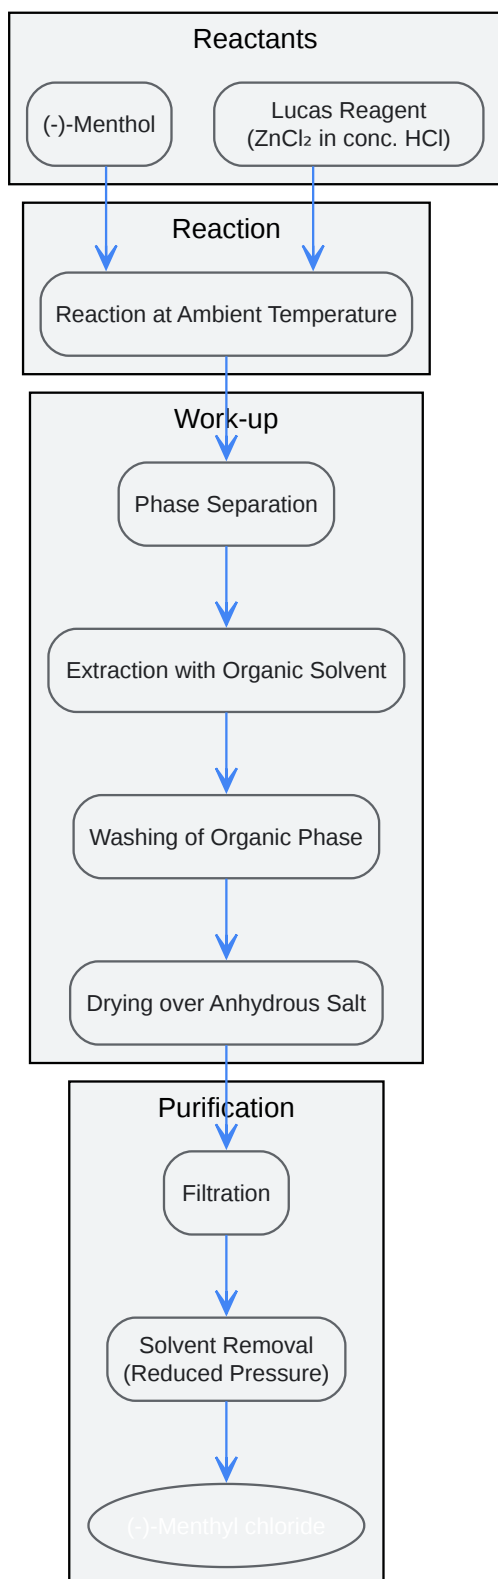 Reactants
(-)-Menthol
Lucas Reagent
(ZnCl₂ in conc. HCl)
Reaction
Reaction at Ambient Temperature
Work-up
Phase Separation
Extraction with Organic Solvent
Washing of Organic Phase
Drying over Anhydrous Salt
Purification
Filtration
Solvent Removal
(Reduced Pressure)
(-)-Menthyl chloride